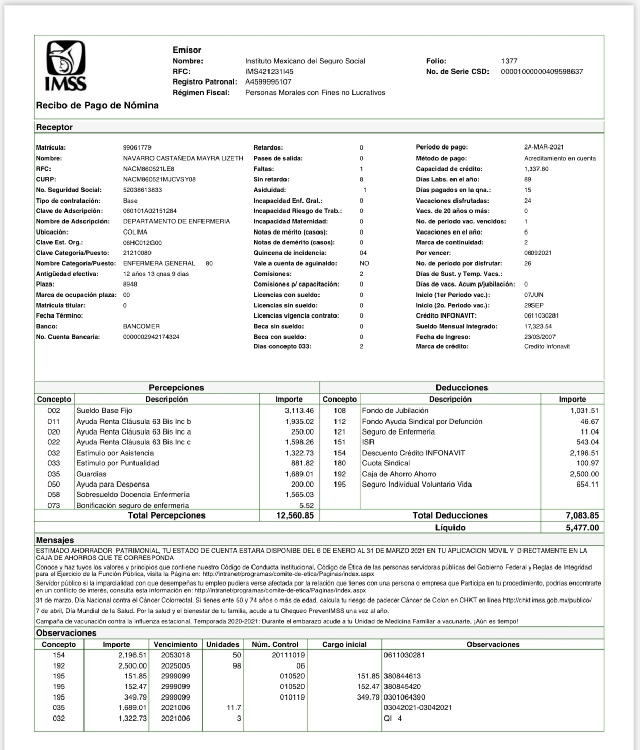 IMSS
Emisor
Nombre: Instituto Mexicano del Seguro Social Folio: 1377
RFC: IMS421231I45 No. de Serie CSD: 00001000000409598637
Registro Patronal: A4599995107
Régimen Fiscal: Personas Morales con Fines no Lucrativos
Recibo de Pago de Nómina
Receptor
Matrícula: 99061779 Retardos: 0 Periodo de pago: 2A-MAR-2021
Nombre: NAVARRO CASTAÑEDA MAYRA LIZETH Pases de salida: 0 Método de pago: Acreditamiento en cuenta
RFC: NACM860521LE8 Faltas: 1 Capacidad de crédito: 1,337.60
CURP: NACM860521MJCVSY08 Sin retardo: 8 Días Labs. en el año: 89
No. Seguridad Social: 52038613833 Asiduidad: 1 Días pagados en la qna.: 15
Tipo de contratación: Base Incapacidad Enf. Gral.: 0 Vacaciones disfrutadas: 24
Clave de Adscripción: 060101A02151284 Incapacidad Riesgo de Trab.: 0 Vacs. de 20 años o más: 0
Nombre de Adscripción: DEPARTAMENTO DE ENFERMERIA Incapacidad Maternidad: 0 No. de periodo vac. vencidos: 1
Ubicación: COLIMA Notas de mérito (casos): 0 Vacaciones en el año: 6
Clave Est. Org.: 06HC012G00 Notas de demérito (casos): 0 Marca de continuidad: 2
Clave Categoría/Puesto: 21210080 Quincena de incidencia: 04 Por vencer: 06092021
Nombre Categoría/Puesto: ENFERMERA GENERAL 80 Vale a cuenta de aguinaldo: NO No. de periodo por disfrutar: 26
Antigüedad efectiva: 12 años 13 qnas 9 dias Comisiones: 2 Días de Sust. y Temp. Vacs.:
Plaza: 8948 Comisiones p/ capacitación: 0 Días de vacs. Acum p/jubilación: 0
Marca de ocupación plaza: 00 Licencias con sueldo: 0 Inicio (1er Periodo vac.): 07JUN
Matrícula titular: 0 Licencias sin sueldo: 0 Inicio (2o. Periodo vac.): 29SEP
Fecha Término: Licencias vigencia contrato: 0 Crédito INFONAVIT: 0611030281
Banco: BANCOMER Beca sin sueldo: 0 Sueldo Mensual Integrado: 17,323.54
No. Cuenta Bancaria: 0000002942174324 Beca con sueldo: 0 Fecha de Ingreso: 23/03/2007
Días concepto 033: 2 Marca de crédito: Credito Infonavit
Percepciones Deducciones
Concepto Descripción Importe Concepto Descripción Importe
002 Sueldo Base Fijo 3,113.46 108 Fondo de Jubilación 1,031.51
011 Ayuda Renta Cláusula 63 Bis Inc b 1,935.02 112 Fondo Ayuda Sindical por Defunción 46.67
020 Ayuda Renta Cláusula 63 Bis Inc a 250.00 121 Seguro de Enfermeria 11.04
022 Ayuda Renta Cláusula 63 Bis Inc c 1,598.26 151 ISR 543.04
032 Estímulo por Asistencia 1,322.73 154 Descuento Crédito INFONAVIT 2,196.51
033 Estímulo por Puntualidad 881.82 180 Cuota Sindical 100.97
035 Guardias 1,689.01 192 Caja de Ahorro Ahorro 2,500.00
050 Ayuda para Despensa 200.00 195 Seguro Individual Voluntario Vida 654.11
058 Sobresueldo Docencia Enfermería 1,565.03
073 Bonificación seguro de enfermería 5.52
Total Percepciones 12,560.85 Total Deducciones 7,083.85
Líquido 5,477.00
Mensajes
ESTIMADO AHORRADOR PATRIMONIAL, TU ESTADO DE CUENTA ESTARA DISPONIBE DEL 6 DE ENERO AL 31 DE MARZO 2021 EN TU APLICACION MOVIL Y DIRECTAMENTE EN LA
CAJA DE AHORROS QUE TE CORRESPONDA
Conoce y haz tuyos los valores y principios que contiene nuestro Código de Conducta Institucional, Código de Ética de las personas servidoras públicas del Gobierno Federal y Reglas de Integridad
para el Ejercicio de la Función Pública, visita la Página en: http://intranet/programas/comite-de-etica/Paginas/index.aspx
Servidor público si la imparcialidad con que desempeñas tu empleo pudiera verse afectada por la relación que tienes con una persona o empresa que Participa en tu procedimiento, podrías encontrarte
en un conflicto de interés, consulta esta información en: http://intranet/programas/comite-de-etica/Paginas/index.aspx
31 de marzo, Día Nacional contra el Cáncer Colorrectal. Si tienes ente 50 y 74 años o más de edad, calcula tu riesgo de padecer Cáncer de Colon en CHKT en línea http://chkt.imss.gob.mx/publico/
7 de abril, Día Mundial de la Salud. Por la salud y el bienestar de tu familia, acude a tu Chequeo PrevenIMSS una vez al año.
Campaña de vacunación contra la influenza estacional. Temporada 2020-2021: Durante el embarazo acude a tu Unidad de Medicina Familiar a vacunarte. ¡Aún es tiempo!
Observaciones
Concepto Importe Vencimiento Unidades Núm. Control Cargo inicial Observaciones
154 2,196.51 2053018 50 20111019 0611030281
192 2,500.00 2025005 98 06
195 151.85 2999099 010520 151.85 380844613
195 152.47 2999099 010520 152.47 380845420
195 349.79 2999099 010119 349.79 0301064390
035 1,689.01 2021006 11.7 03042021-03042021
032 1,322.73 2021006 3 QI 4